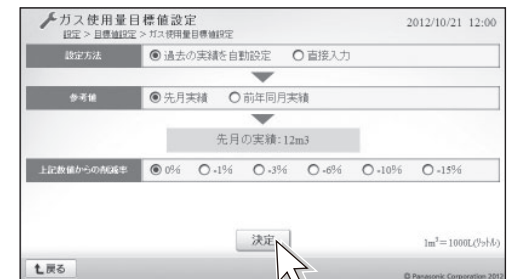 ガス使用量目標値設定 2012/10/21 12:00
設定 > 目標値設定 > ガス使用量目標値設定
設定方法 過去の実績を自動設定 直接入力
参考値 先月実績 前年同月実績
先月の実績:12m3
上記数値からの削減率 0% -1% -3% -6% -10% -15%
決定 1m³=1000L(リットル)
戻る © Panasonic Corporation 2012